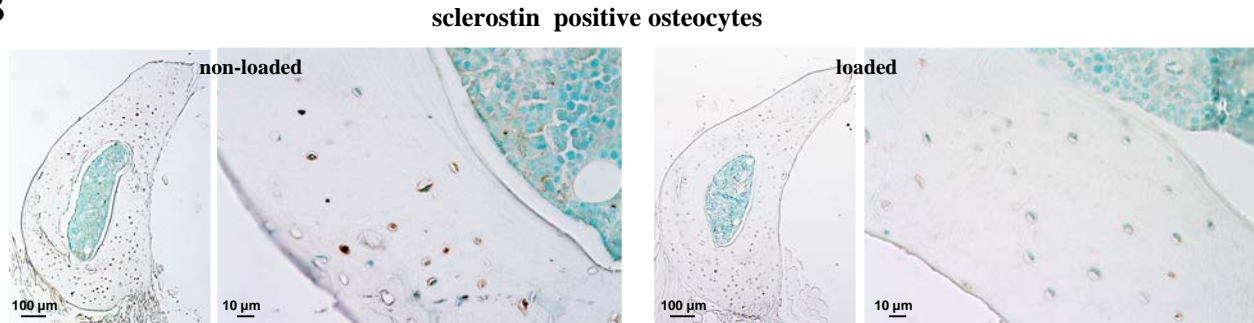 B
sclerostin positive osteocytes
non-loaded
loaded
100 µm
10 µm
100 µm
10 µm